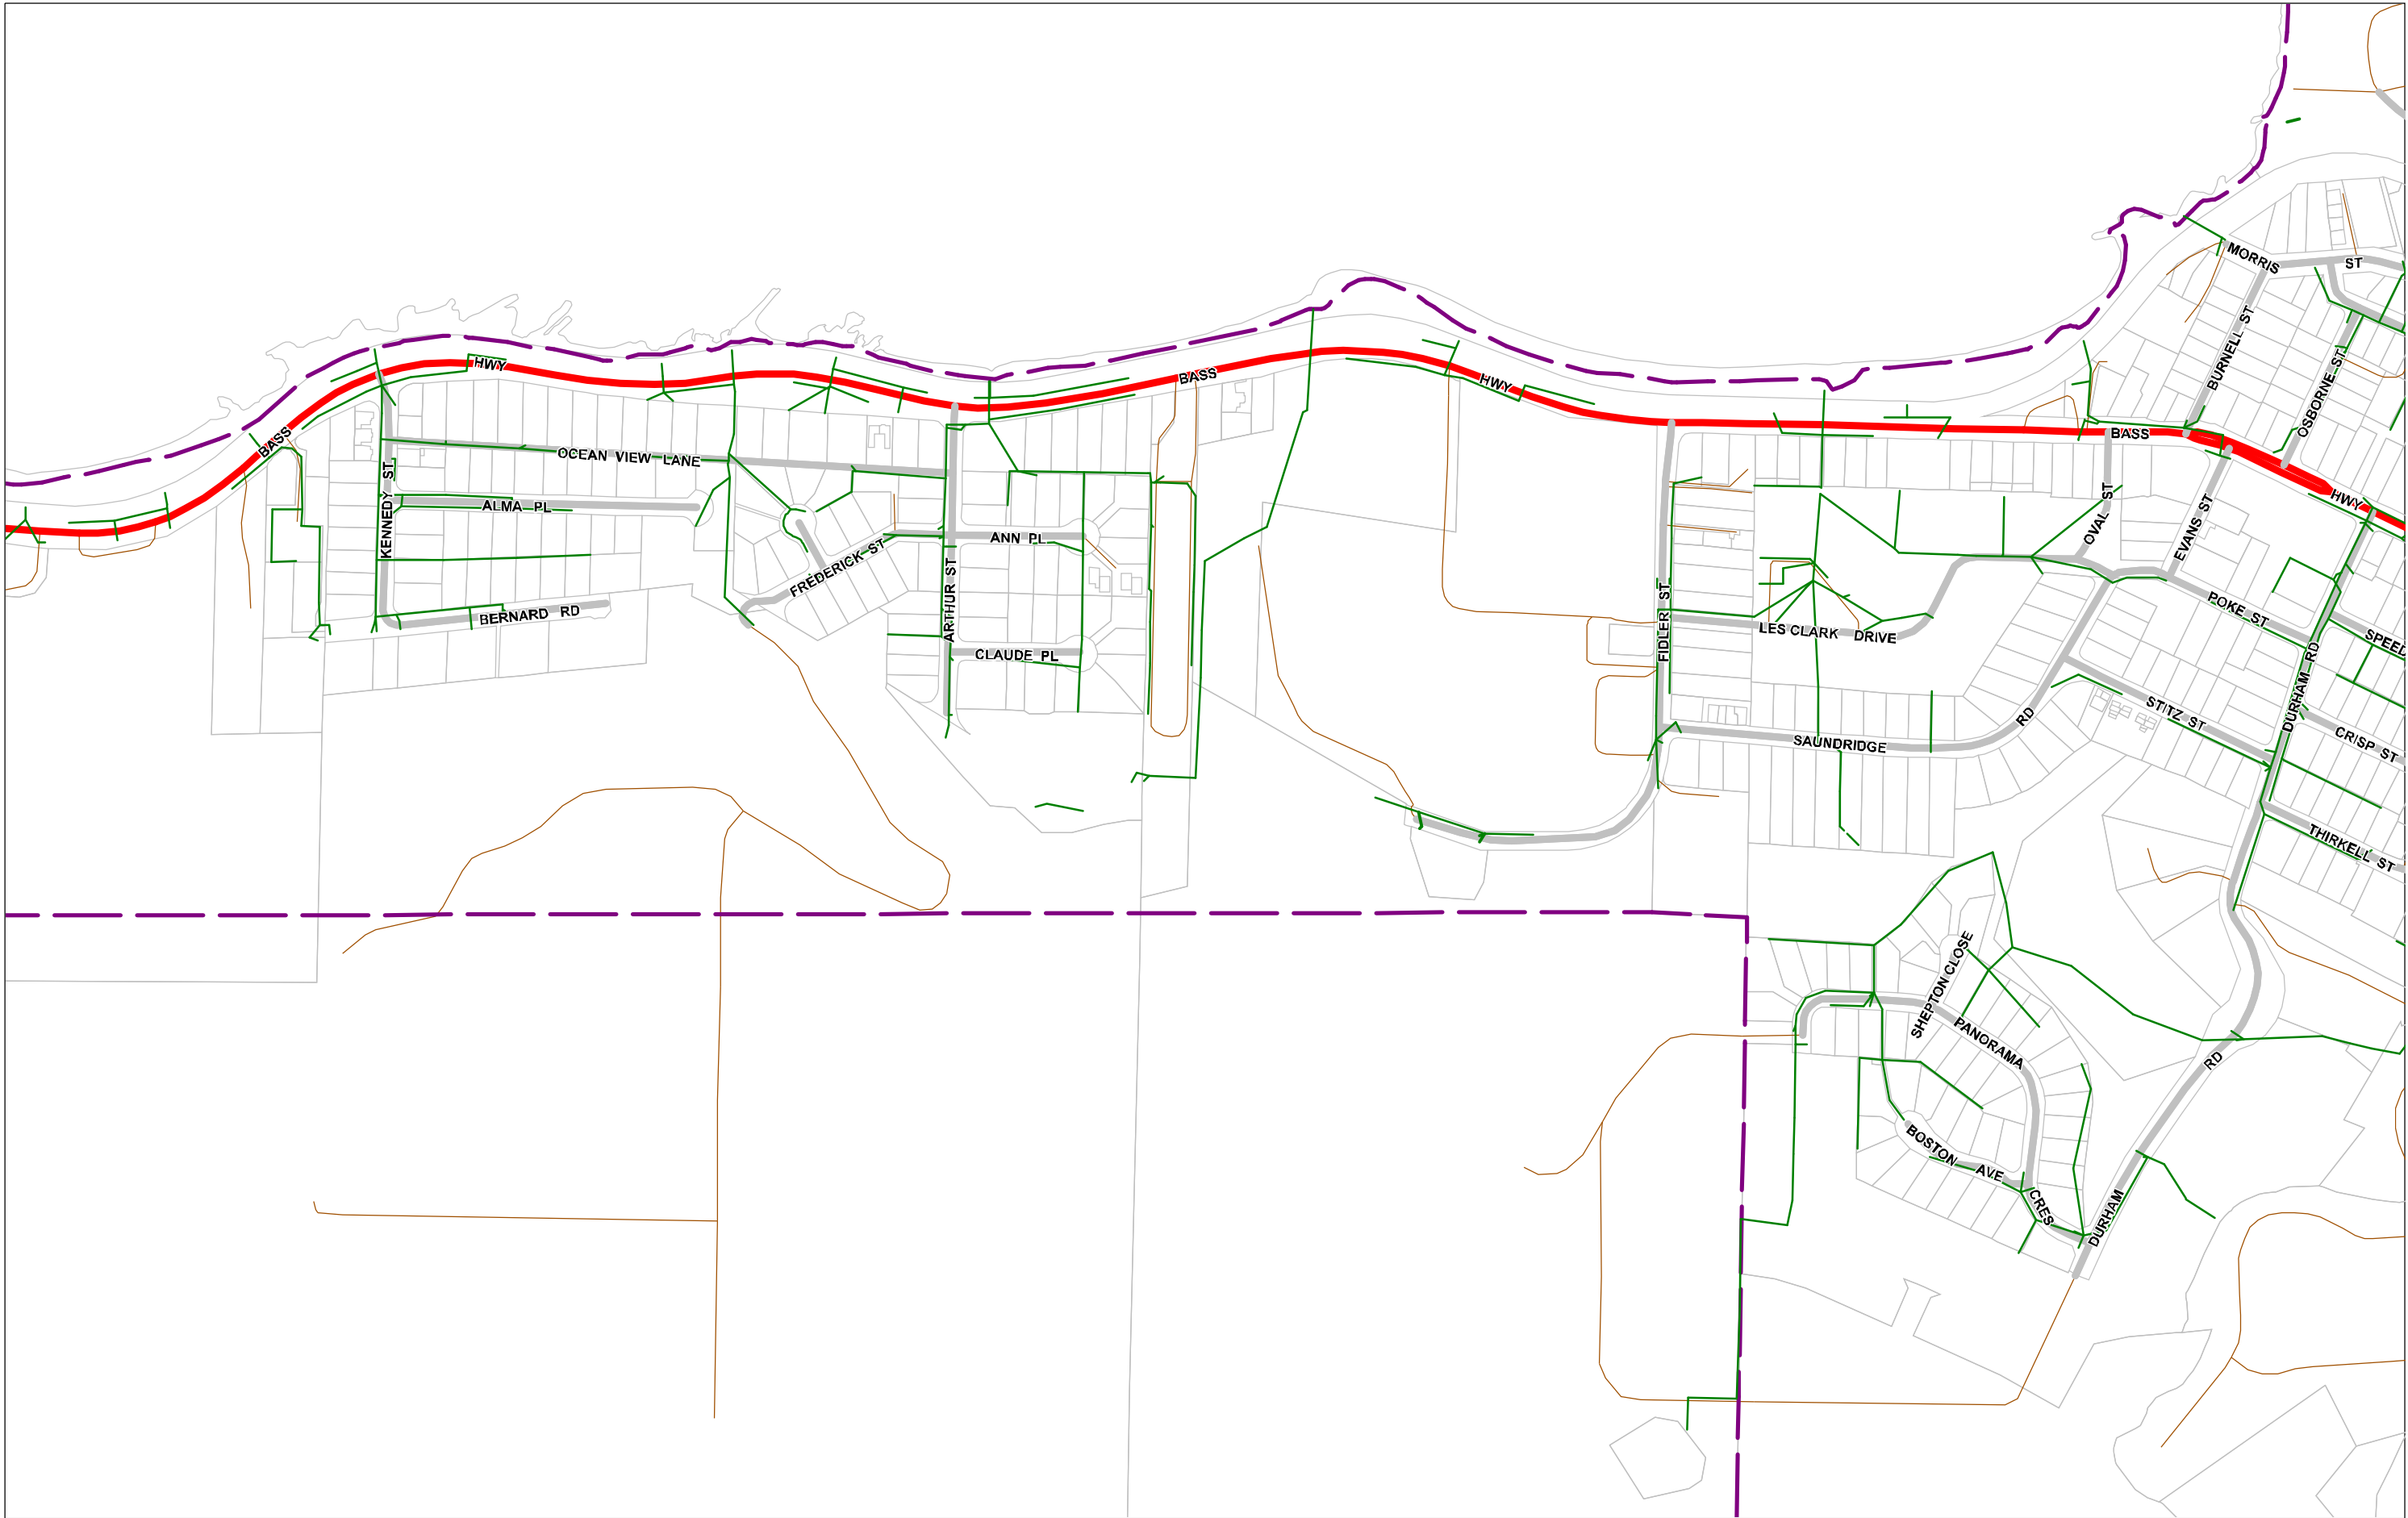 MORRIS ST
BURNELL ST
OSBORNE ST
HWY
BASS
HWY
BASS
BASS
HWY
BASS
HWY
OCEAN VIEW LANE
KENNEDY ST
ALMA PL
BERNARD RD
FREDERICK ST
ARTHUR ST
ANN PL
CLAUDE PL
FIDLER ST
LES CLARK DRIVE
OVAL ST
EVANS ST
POKE ST
SPEED
DURHAM RD
STITZ ST
CRISP ST
SAUNDRIDGE RD
THIRKELL ST
SHEPTON CLOSE
PANORAMA CRES
BOSTON AVE
DURHAM RD